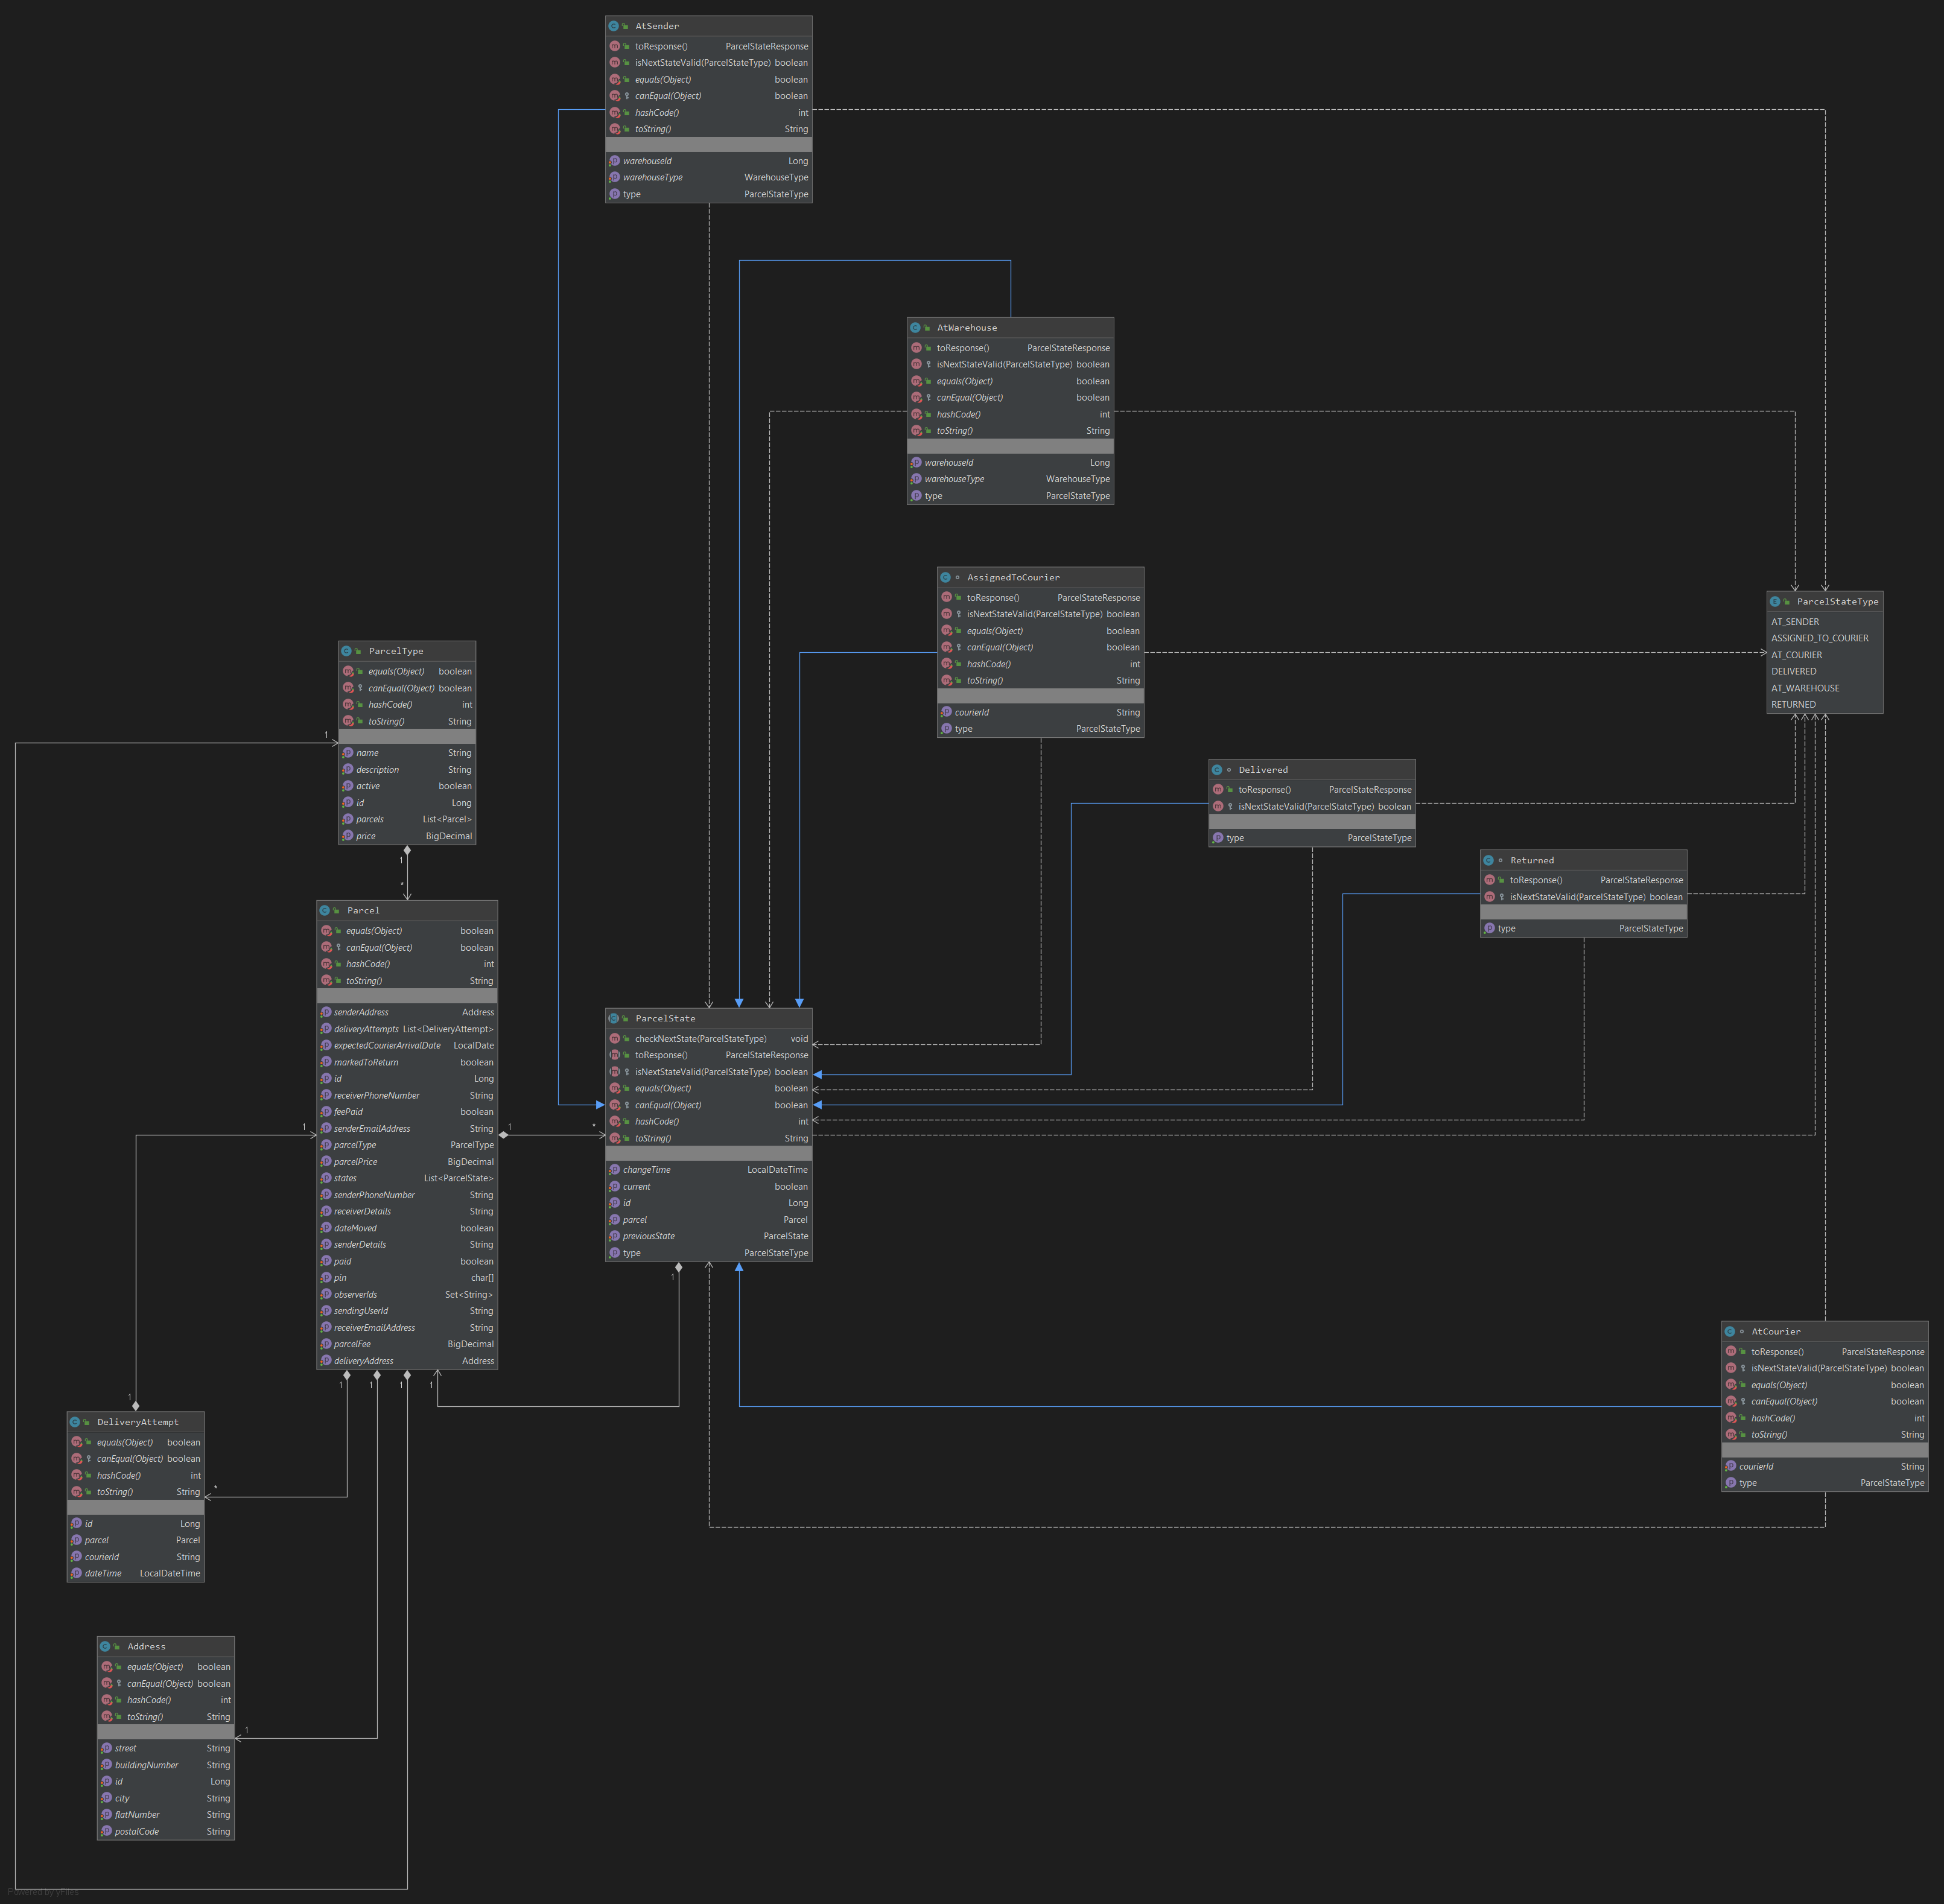 AtSender
toResponse() ParcelStateResponse
isNextStateValid(ParcelStateType) boolean
equals(Object) boolean
canEqual(Object) boolean
hashCode() int
toString() String
warehouseId Long
warehouseType WarehouseType
type ParcelStateType
AtWarehouse
toResponse() ParcelStateResponse
isNextStateValid(ParcelStateType) boolean
equals(Object) boolean
canEqual(Object) boolean
hashCode() int
toString() String
warehouseId Long
warehouseType WarehouseType
type ParcelStateType
AssignedToCourier
toResponse() ParcelStateResponse
isNextStateValid(ParcelStateType) boolean
equals(Object) boolean
canEqual(Object) boolean
hashCode() int
toString() String
courierId String
type ParcelStateType
ParcelStateType
AT_SENDER
ASSIGNED_TO_COURIER
AT_COURIER
DELIVERED
AT_WAREHOUSE
RETURNED
ParcelType
equals(Object) boolean
canEqual(Object) boolean
hashCode() int
toString() String
name String
description String
active boolean
id Long
parcels List<Parcel>
price BigDecimal
1
1
*
Delivered
toResponse() ParcelStateResponse
isNextStateValid(ParcelStateType) boolean
type ParcelStateType
Returned
toResponse() ParcelStateResponse
isNextStateValid(ParcelStateType) boolean
type ParcelStateType
Parcel
equals(Object) boolean
canEqual(Object) boolean
hashCode() int
toString() String
senderAddress Address
deliveryAttempts List<DeliveryAttempt>
expectedCourierArrivalDate LocalDate
markedToReturn boolean
id Long
receiverPhoneNumber String
feePaid boolean
senderEmailAddress String
parcelType ParcelType
parcelPrice BigDecimal
states List<ParcelState>
senderPhoneNumber String
receiverDetails String
dateMoved boolean
senderDetails String
paid boolean
pin char[]
observerIds Set<String>
sendingUserId String
receiverEmailAddress String
parcelFee BigDecimal
deliveryAddress Address
1
1
*
ParcelState
checkNextState(ParcelStateType) void
toResponse() ParcelStateResponse
isNextStateValid(ParcelStateType) boolean
equals(Object) boolean
canEqual(Object) boolean
hashCode() int
toString() String
changeTime LocalDateTime
current boolean
id Long
parcel Parcel
previousState ParcelState
type ParcelStateType
1
1
1
1
1
1
AtCourier
toResponse() ParcelStateResponse
isNextStateValid(ParcelStateType) boolean
equals(Object) boolean
canEqual(Object) boolean
hashCode() int
toString() String
courierId String
type ParcelStateType
DeliveryAttempt
equals(Object) boolean
canEqual(Object) boolean
hashCode() int
toString() String
id Long
parcel Parcel
courierId String
dateTime LocalDateTime
*
Address
equals(Object) boolean
canEqual(Object) boolean
hashCode() int
toString() String
street String
buildingNumber String
id Long
city String
flatNumber String
postalCode String
1
Powered by yFiles